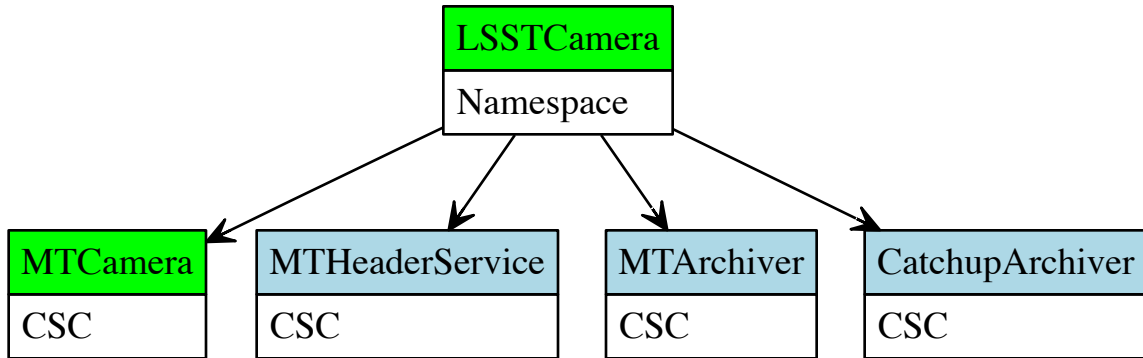 LSSTCamera
Namespace
MTCamera
CSC
MTHeaderService
CSC
MTArchiver
CSC
CatchupArchiver
CSC